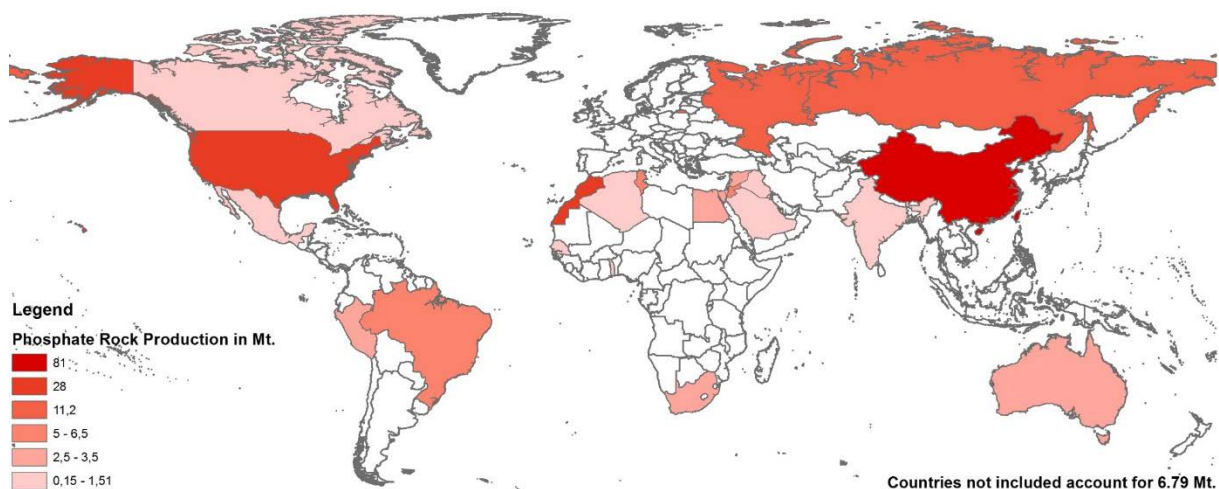 Legend
Phosphate Rock Production in Mt.
81
28
11,2
5 - 6,5
2,5 - 3,5
0,15 - 1,51
Countries not included account for 6.79 Mt.